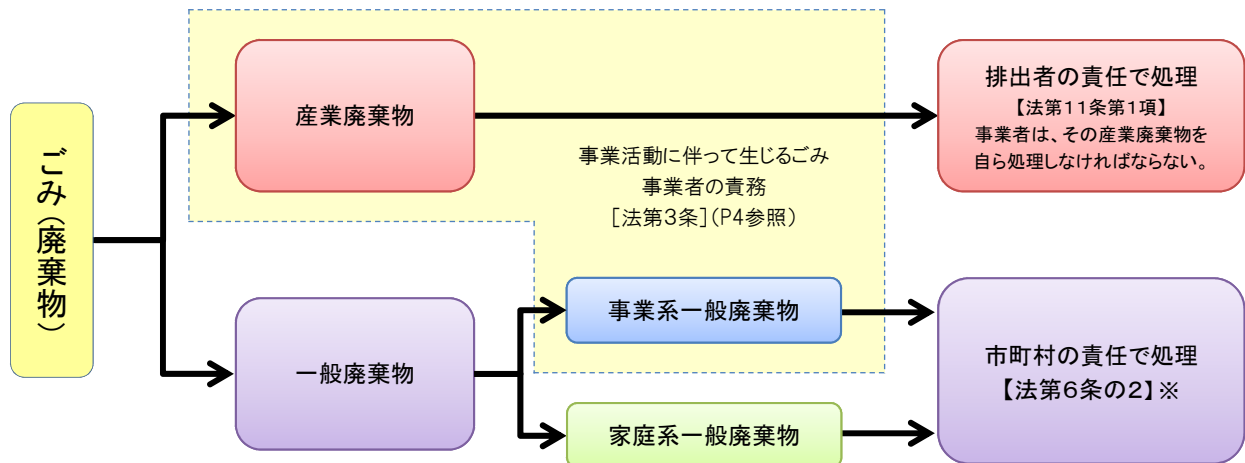 ごみ(廃棄物)
産業廃棄物
事業活動に伴って生じるごみ
事業者の責務
[法第3条](P4参照)
排出者の責任で処理
【法第11条第1項】
事業者は、その産業廃棄物を
自ら処理しなければならない。
一般廃棄物
事業系一般廃棄物
家庭系一般廃棄物
市町村の責任で処理
【法第6条の2】※